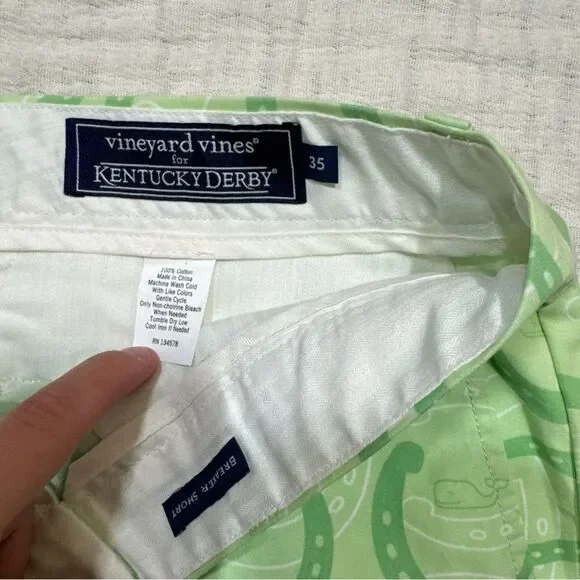 vineyard vines®
for
KENTUCKY DERBY®
35
100% Cotton
Made in China
Machine Wash Cold
With Like Colors
Gentle Cycle
Only Non-cholrine Bleach
When Needed
Tumble Dry Low
Cool Iron If Needed
RN 134578
BREAKER SHORT